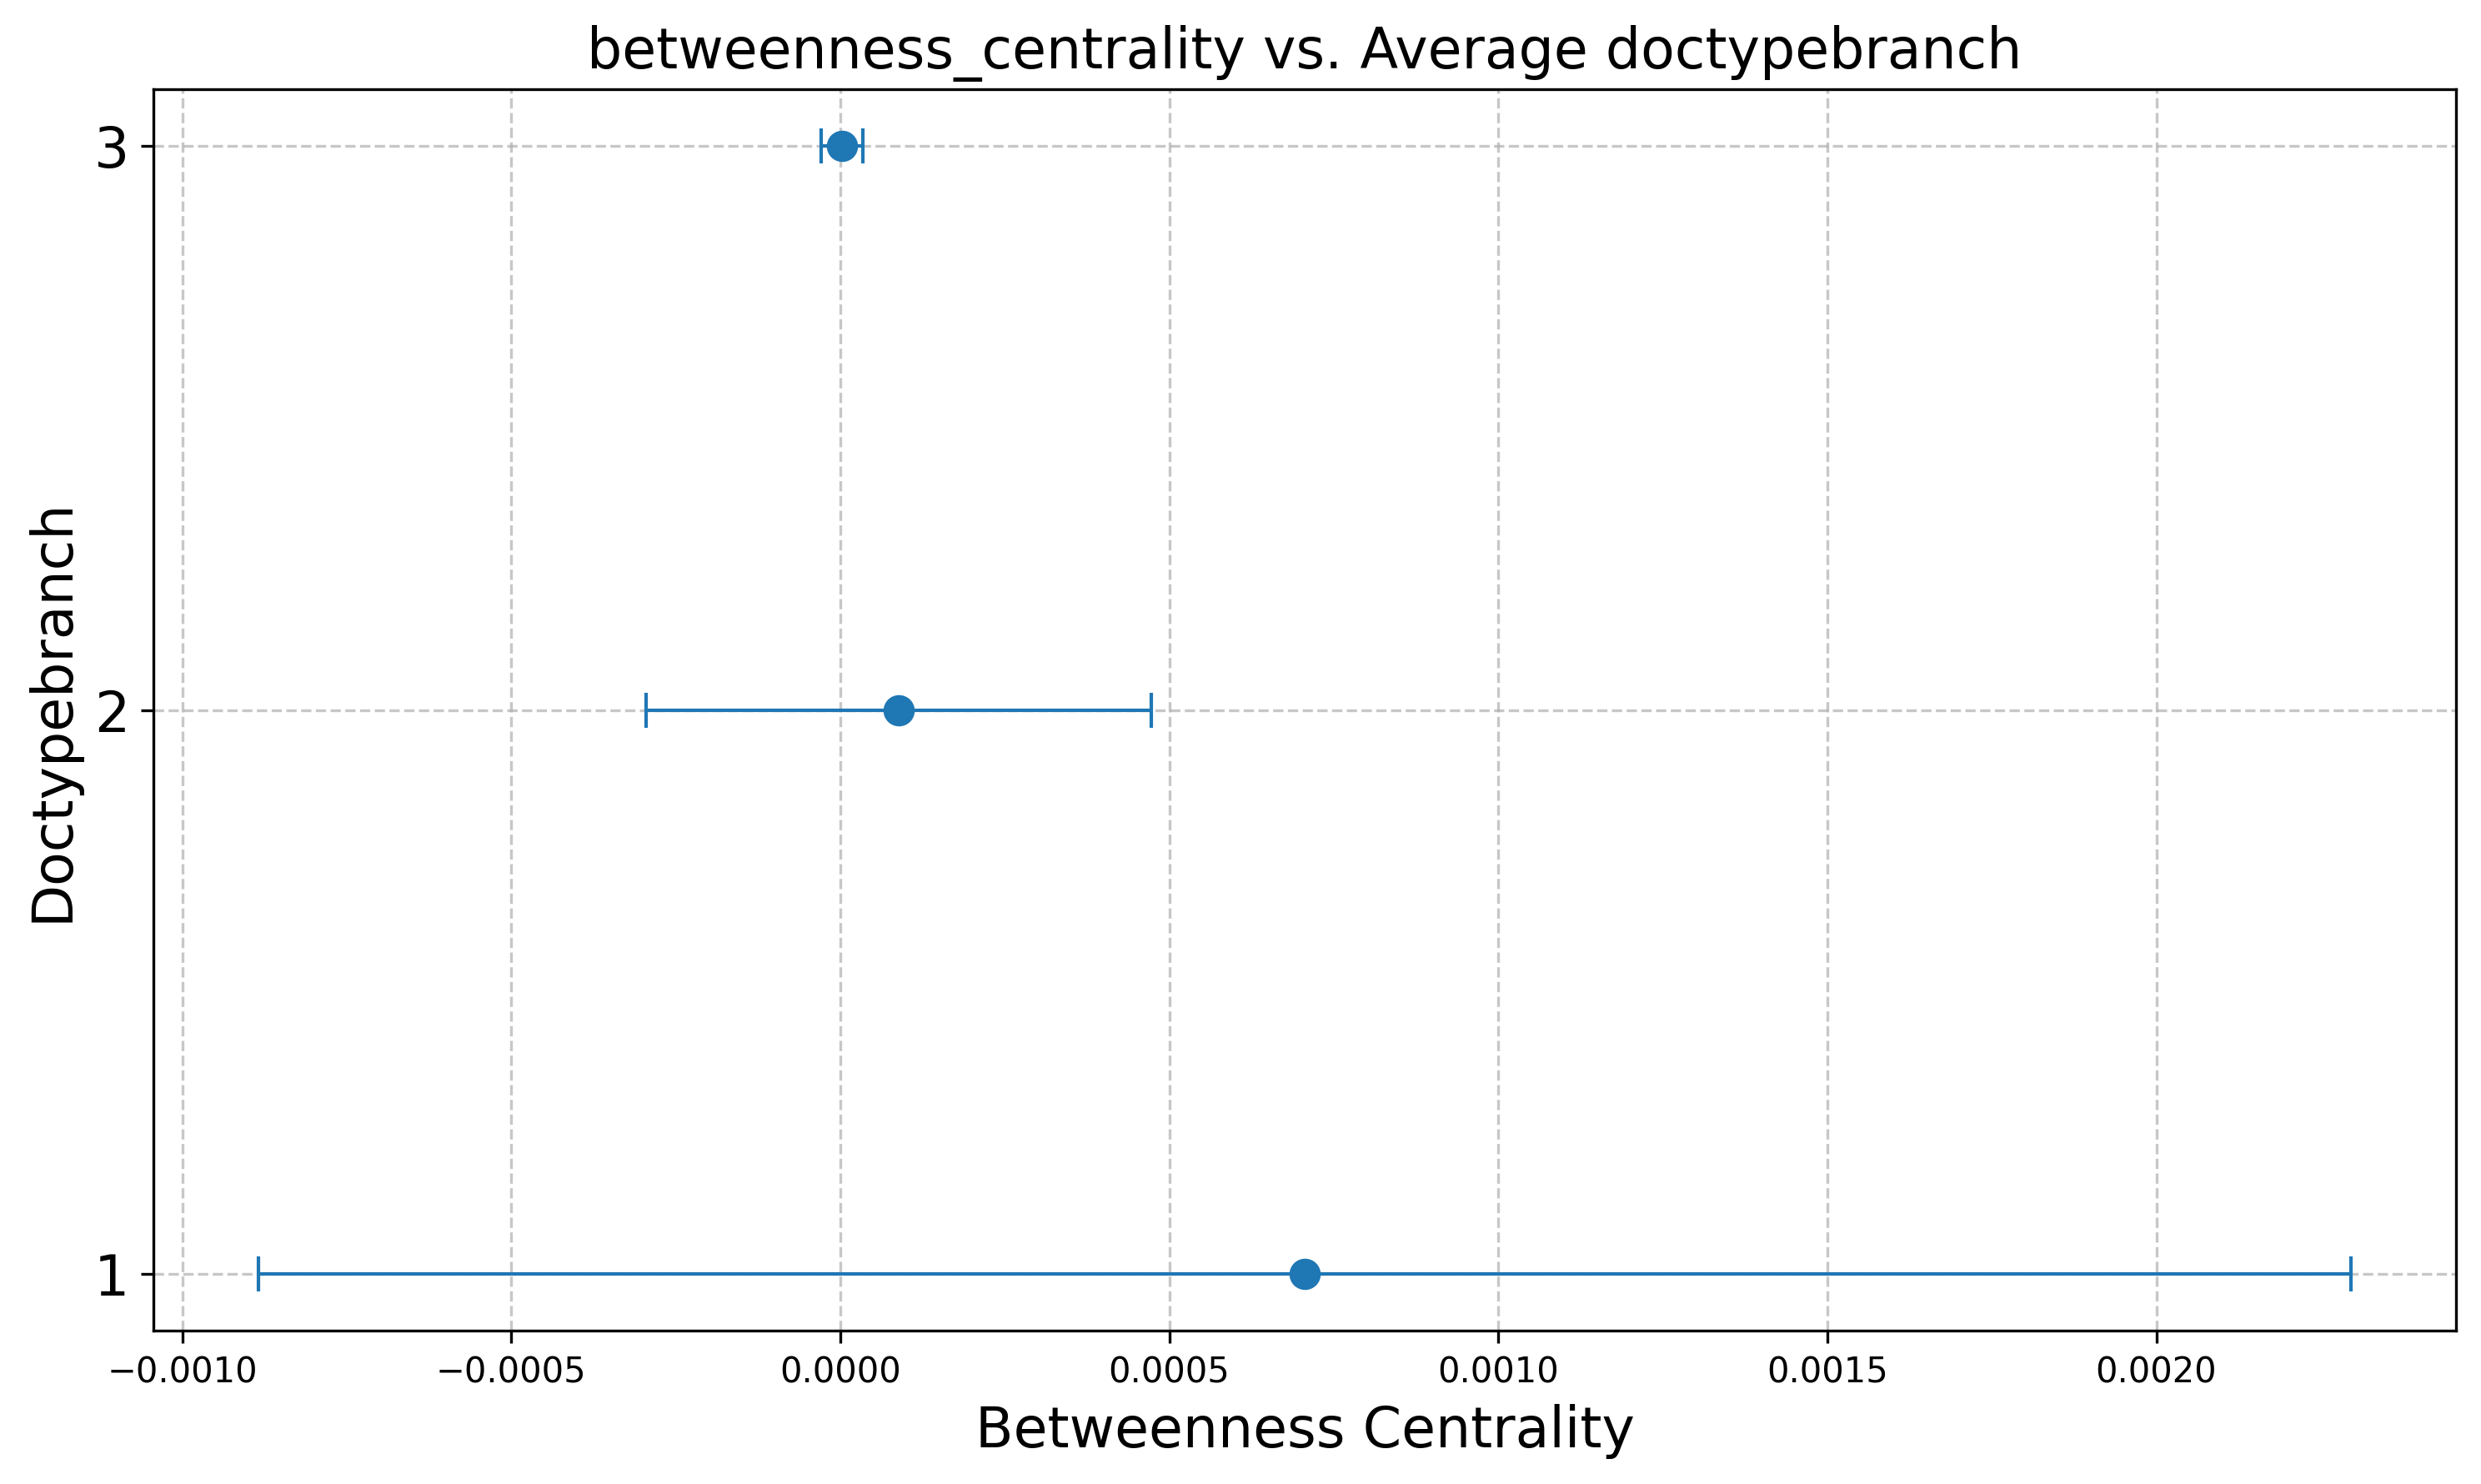 betweenness_centrality vs. Average doctypebranch
3
2
1
Doctypebranch
−0.0010 −0.0005 0.0000 0.0005 0.0010 0.0015 0.0020
Betweenness Centrality